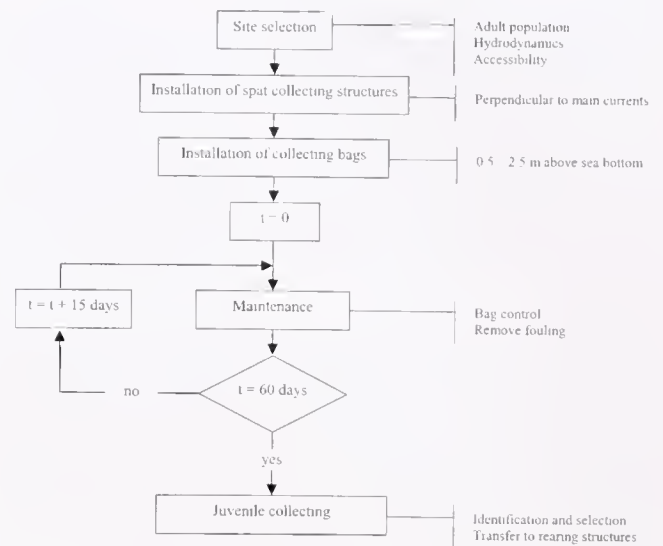 Site selection
Adult population
Hydrodynamics
Accessibility
Installation of spat collecting structures
Perpendicular to main currents
Installation of collecting bags
0.5 – 2.5 m above sea bottom
t = 0
t = t + 15 days
Maintenance
Bag control
Remove fouling
no
t = 60 days
yes
Juvenile collecting
Identification and selection
Transfer to rearing structures